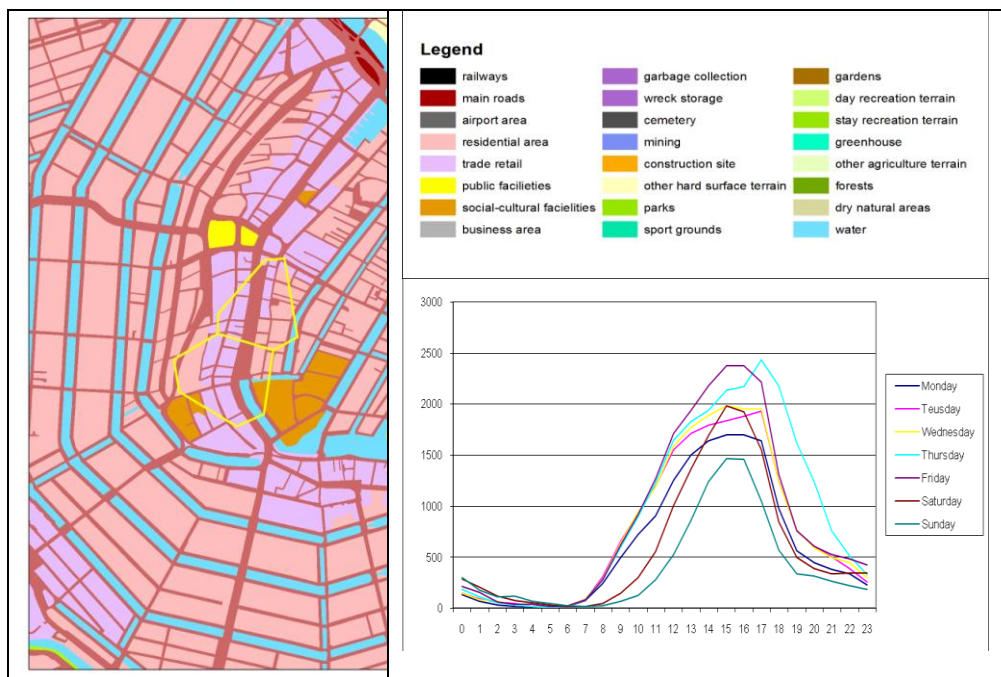 Legend
railways
main roads
airport area
residential area
trade retail
public facilieties
social-cultural facielities
business area
garbage collection
wreck storage
cemetery
mining
construction site
other hard surface terrain
parks
sport grounds
gardens
day recreation terrain
stay recreation terrain
greenhouse
other agriculture terrain
forests
dry natural areas
water
3000
2500
2000
1500
1000
500
0
0 1 2 3 4 5 6 7 8 9 10 11 12 13 14 15 16 17 18 19 20 21 22 23
Monday
Teusday
Wednesday
Thursday
Friday
Saturday
Sunday